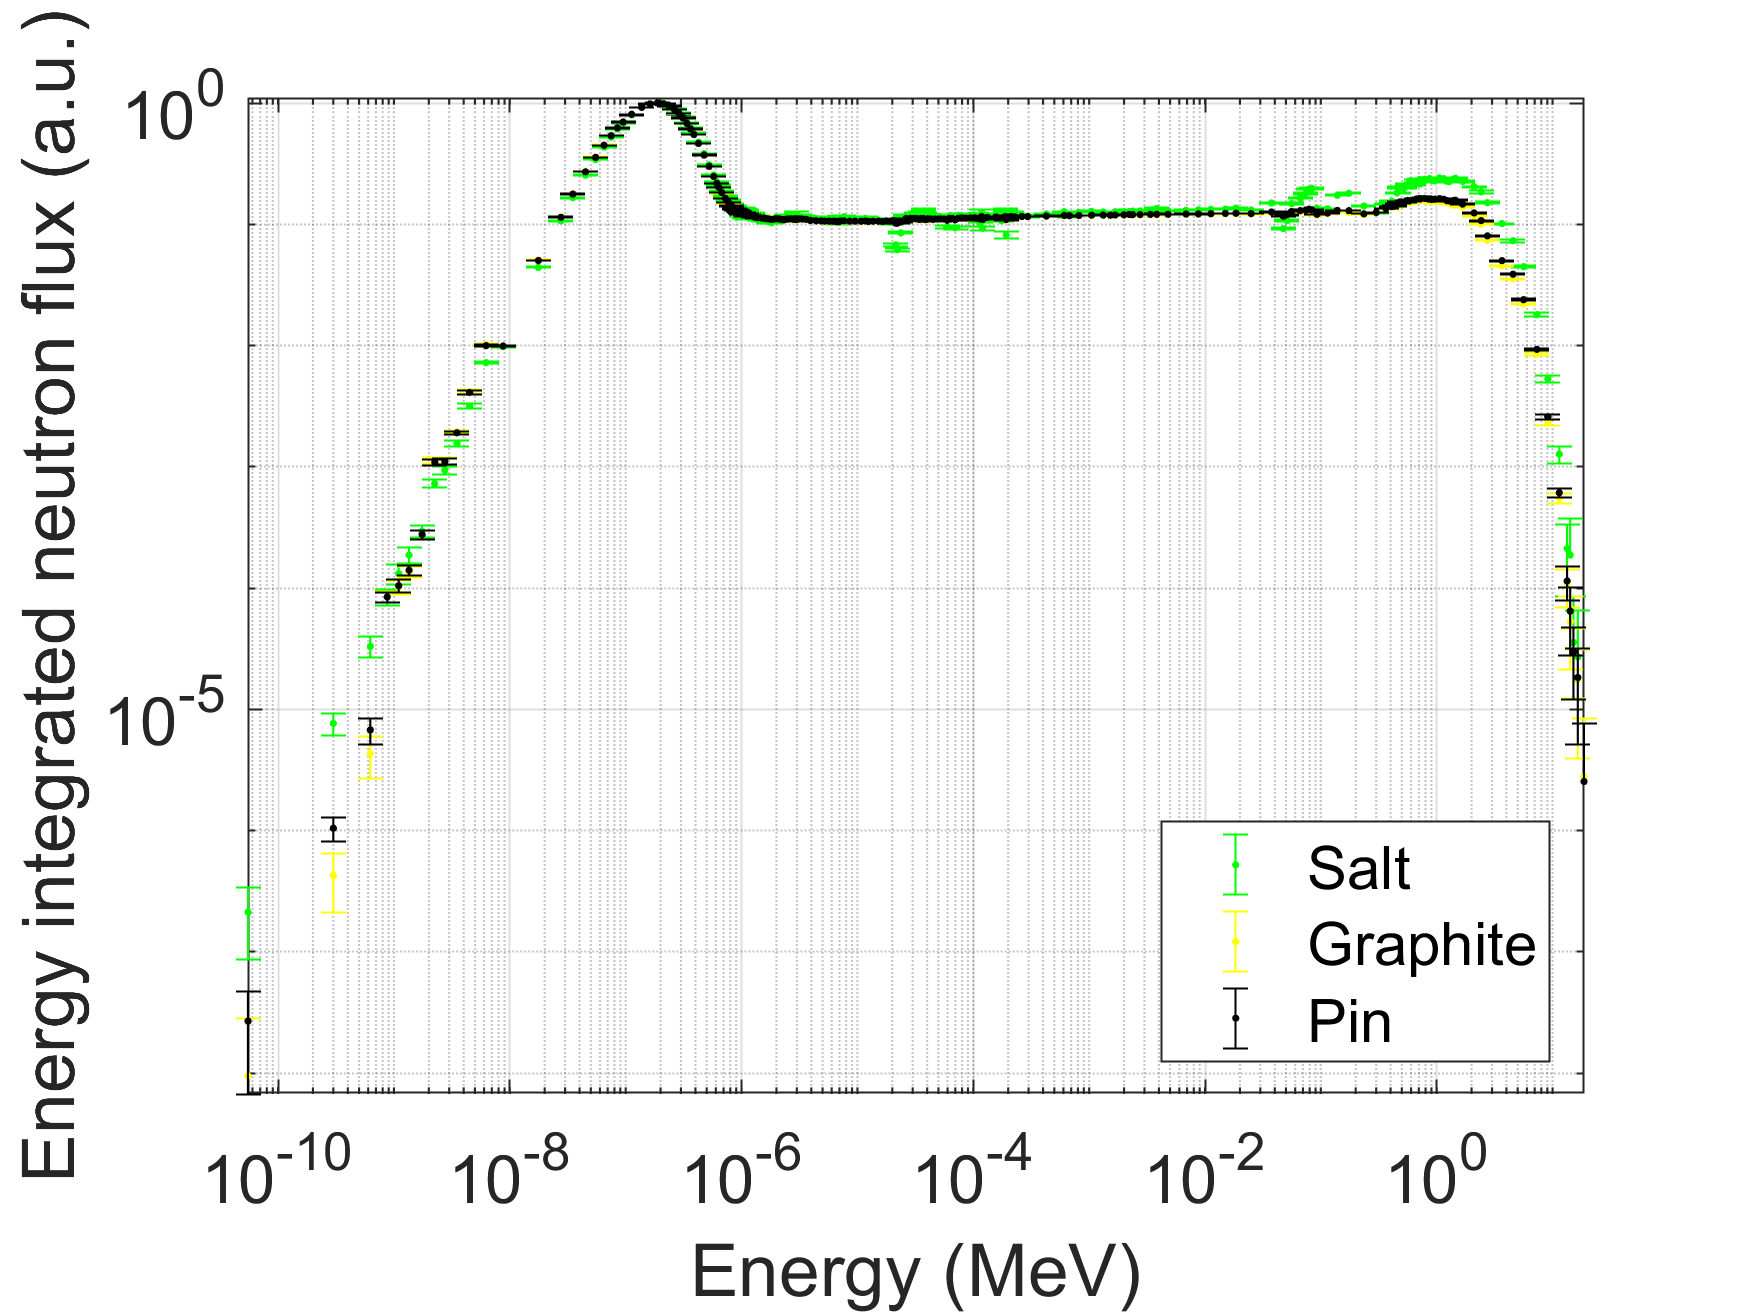 Energy integrated neutron flux (a.u.)
10^0
10^-5
Salt
Graphite
Pin
10^-10 10^-8 10^-6 10^-4 10^-2 10^0
Energy (MeV)